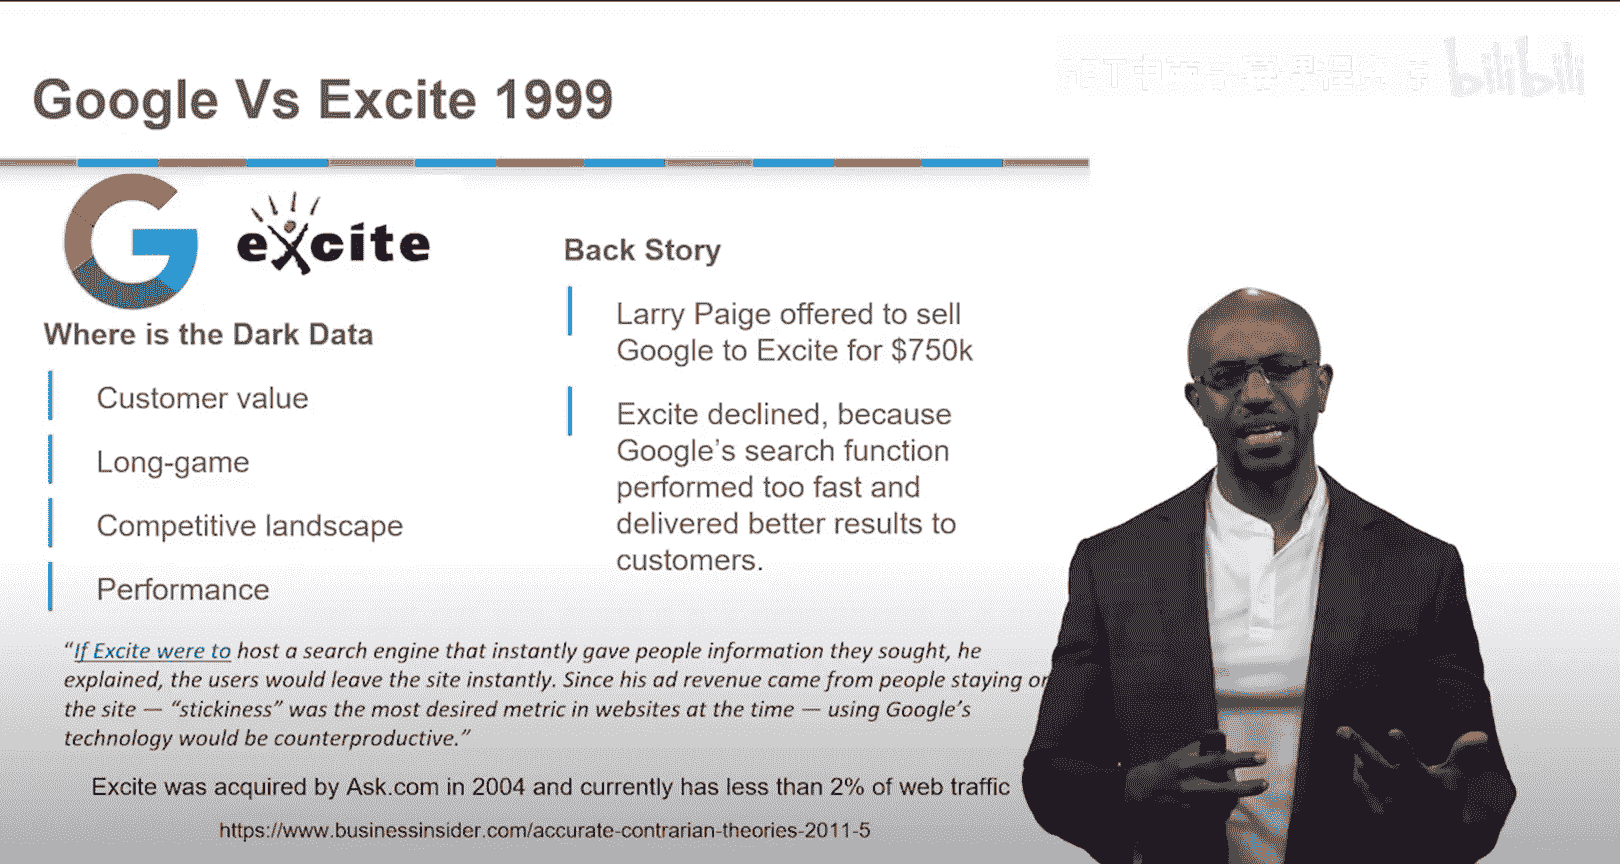 Google Vs Excite 1999
bilibili
excite
Where is the Dark Data
Customer value
Long-game
Competitive landscape
Performance
Back Story
Larry Paige offered to sell
Google to Excite for $750k
Excite declined, because
Google's search function
performed too fast and
delivered better results to
customers.
“If Excite were to host a search engine that instantly gave people information they sought, he
explained, the users would leave the site instantly. Since his ad revenue came from people staying on
the site — “stickiness” was the most desired metric in websites at the time — using Google’s
technology would be counterproductive.”
Excite was acquired by Ask.com in 2004 and currently has less than 2% of web traffic
https://www.businessinsider.com/accurate-contrarian-theories-2011-5